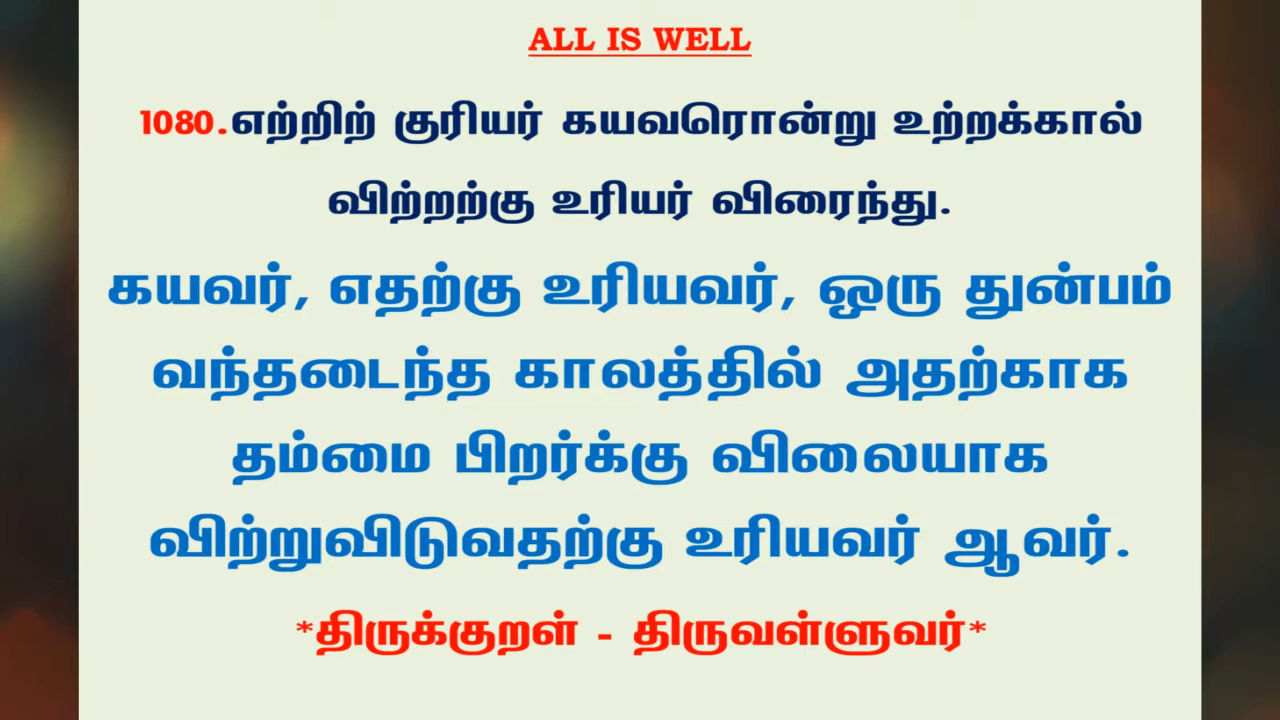 ALL IS WELL
1080.எற்றிற் குரியர் கயவரொன்று உற்றக்கால்
விற்றற்கு உரியர் விரைந்து.
கயவர், எதற்கு உரியவர், ஒரு துன்பம்
வந்தடைந்த காலத்தில் அதற்காக
தம்மை பிறர்க்கு விலையாக
விற்றுவிடுவதற்கு உரியவர் ஆவர்.
*திருக்குறள் - திருவள்ளுவர்*